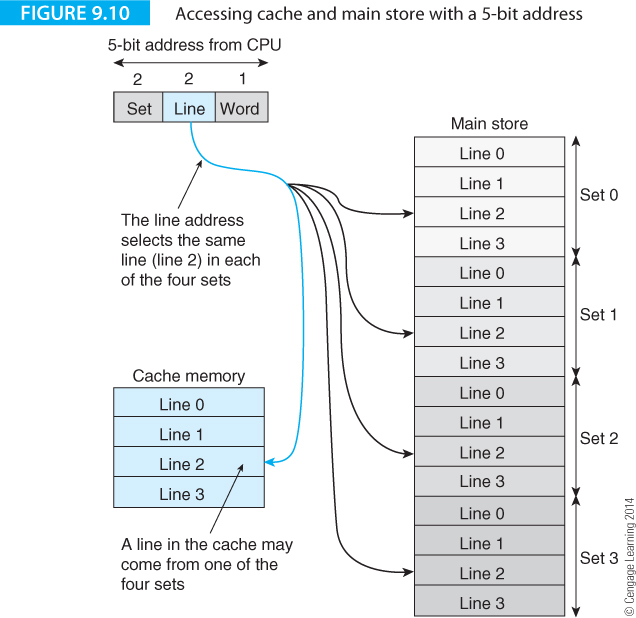 FIGURE 9.10 Accessing cache and main store with a 5-bit address
5-bit address from CPU
2 2 1
Set Line Word
The line address
selects the same
line (line 2) in each
of the four sets
Cache memory
Line 0
Line 1
Line 2
Line 3
A line in the cache may
come from one of the
four sets
Main store
Line 0
Line 1
Line 2
Line 3
Set 0
Line 0
Line 1
Line 2
Line 3
Set 1
Line 0
Line 1
Line 2
Line 3
Set 2
Line 0
Line 1
Line 2
Line 3
Set 3
© Cengage Learning 2014